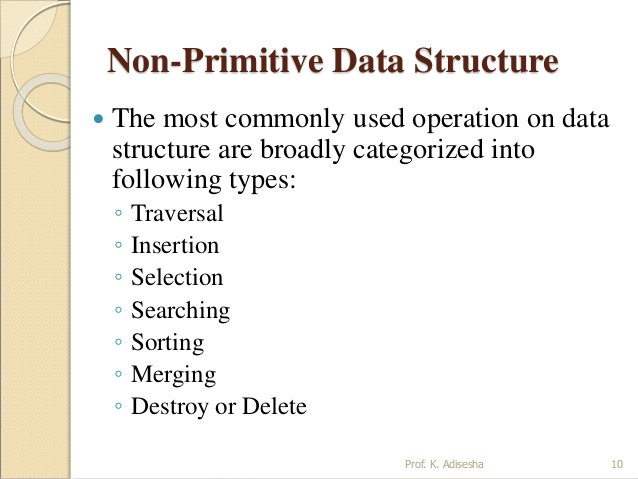 Non-Primitive Data Structure
• The most commonly used operation on data
structure are broadly categorized into
following types:
◦ Traversal
◦ Insertion
◦ Selection
◦ Searching
◦ Sorting
◦ Merging
◦ Destroy or Delete
Prof. K. Adisesha 10